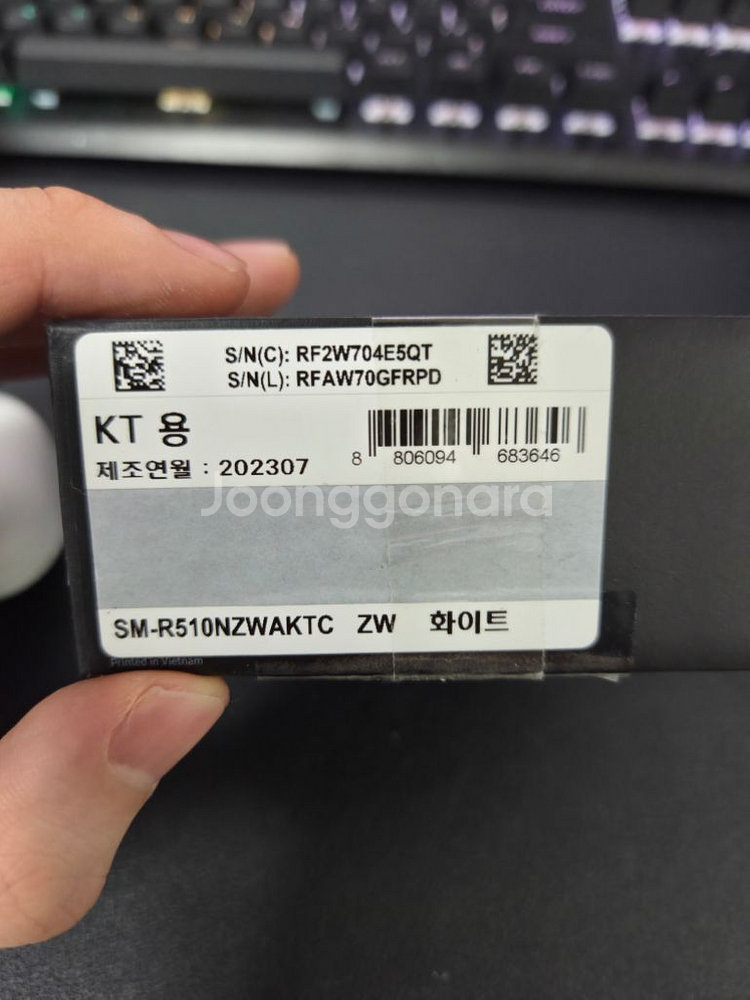 S/N(C): RF2W704E5QT
S/N(L): RFAW70GFRPD
KT 용
제조연월 : 202307
8 806094 683646
Joonggonara
SM-R510NZWAKTC ZW 화이트
Printed in Vietnam